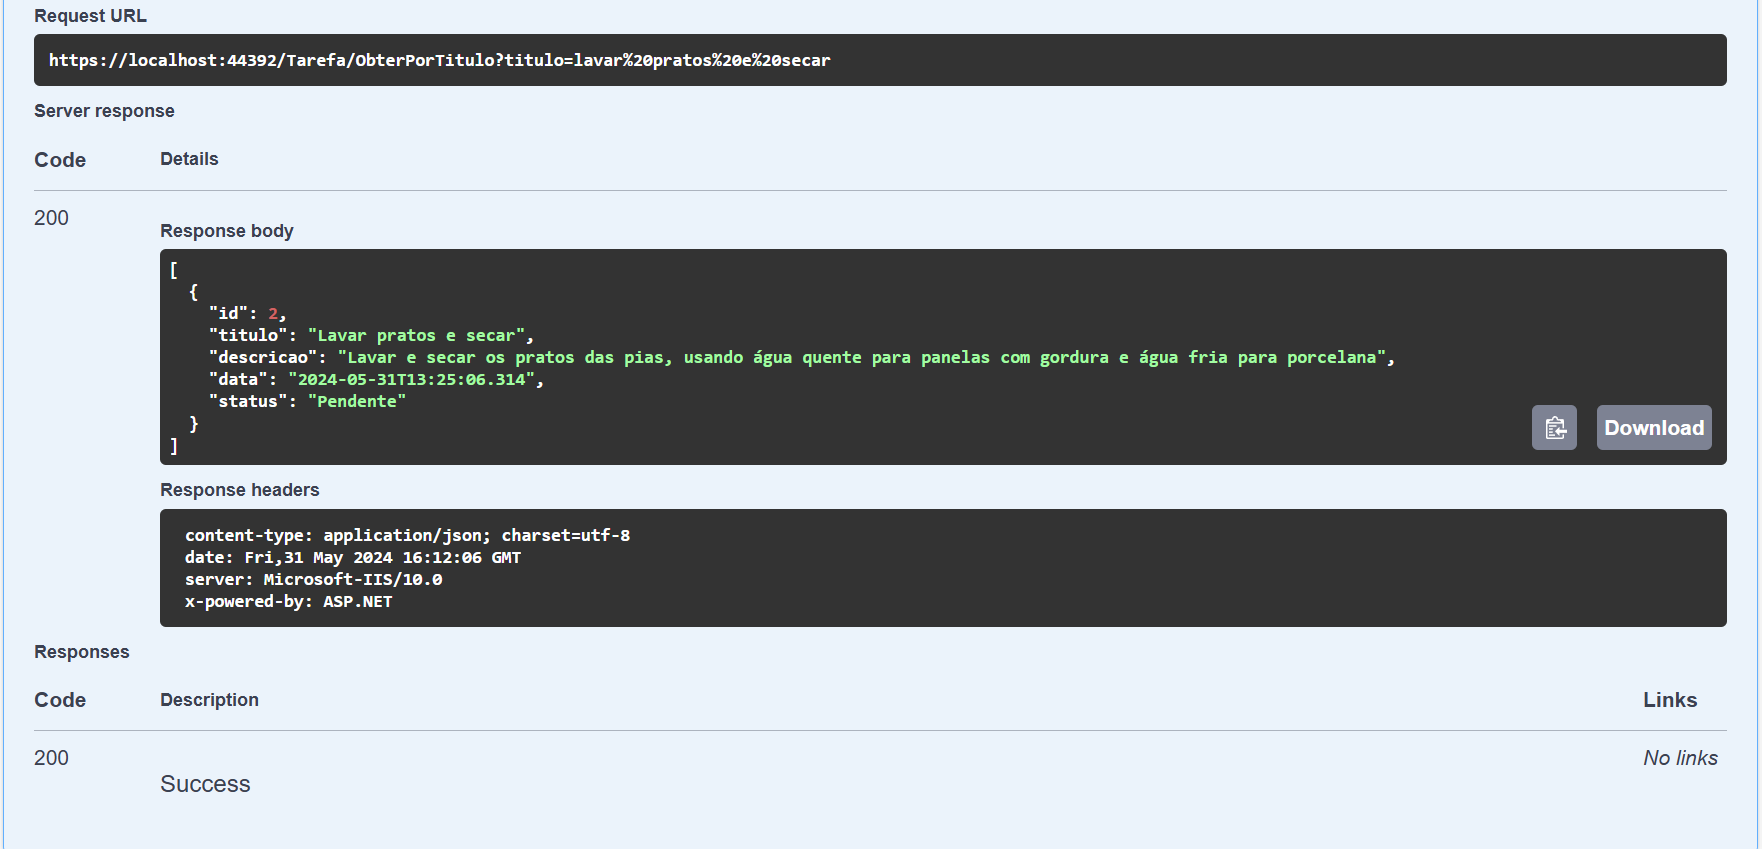 Request URL
https://localhost:44392/Tarefa/ObterPorTitulo?titulo=lavar%20pratos%20e%20secar
Server response
Code Details
200
Response body
[
  {
    "id": 2,
    "titulo": "Lavar pratos e secar",
    "descricao": "Lavar e secar os pratos das pias, usando água quente para panelas com gordura e água fria para porcelana",
    "data": "2024-05-31T13:25:06.314",
    "status": "Pendente"
  }
]
Download
Response headers
content-type: application/json; charset=utf-8
date: Fri,31 May 2024 16:12:06 GMT
server: Microsoft-IIS/10.0
x-powered-by: ASP.NET
Responses
Code Description Links
200 No links
Success